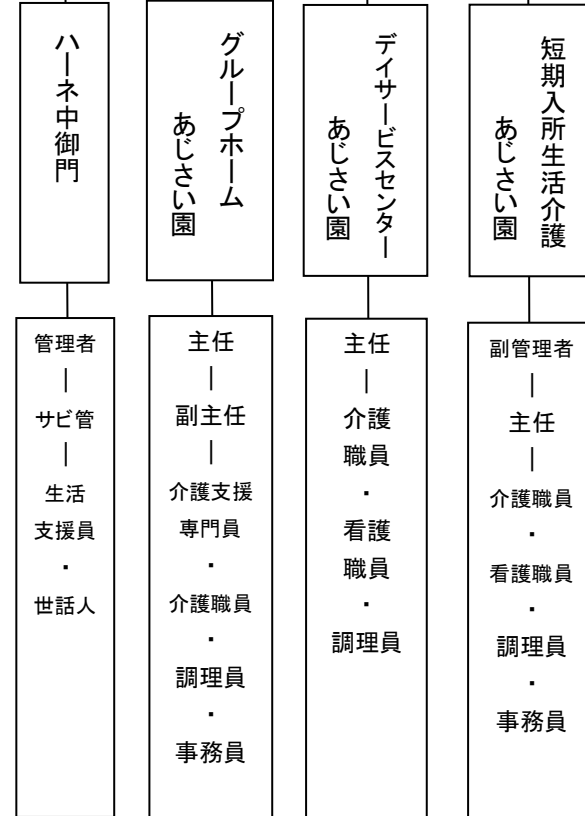 ハーネ中御門
管理者
|
サビ管
|
生活
支援員
・
世話人
グループホーム
あじさい園
主任
|
副主任
|
介護支援
専門員
・
介護職員
・
調理員
・
事務員
デイサービスセンター
あじさい園
主任
|
介護
職員
・
看護
職員
・
調理員
短期入所生活介護
あじさい園
副管理者
|
主任
|
介護職員
・
看護職員
・
調理員
・
事務員